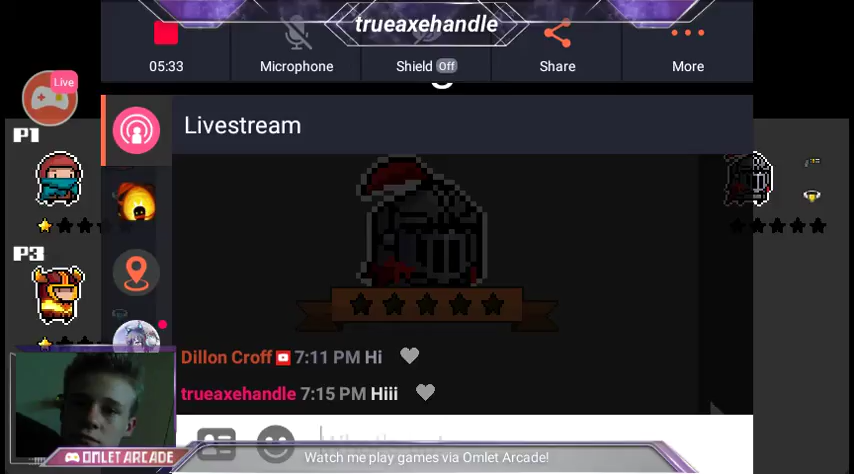 trueaxehandle
05:33
Microphone
Shield Off
Share
More
Live
Livestream
P1
P3
Dillon Croff 7:11 PM Hi
trueaxehandle 7:15 PM Hiii
OMLET ARCADE
Watch me play games via Omlet Arcade!